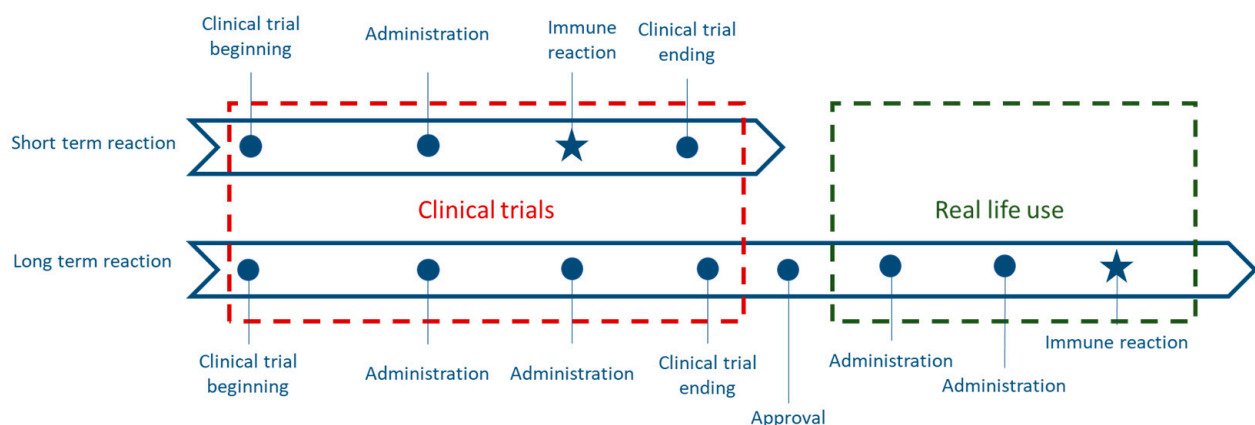 Clinical trial
beginning
Administration
Immune
reaction
Clinical trial
ending
Short term reaction
Clinical trials
Real life use
Long term reaction
Clinical trial
beginning
Administration
Administration
Clinical trial
ending
Approval
Administration
Administration
Immune reaction